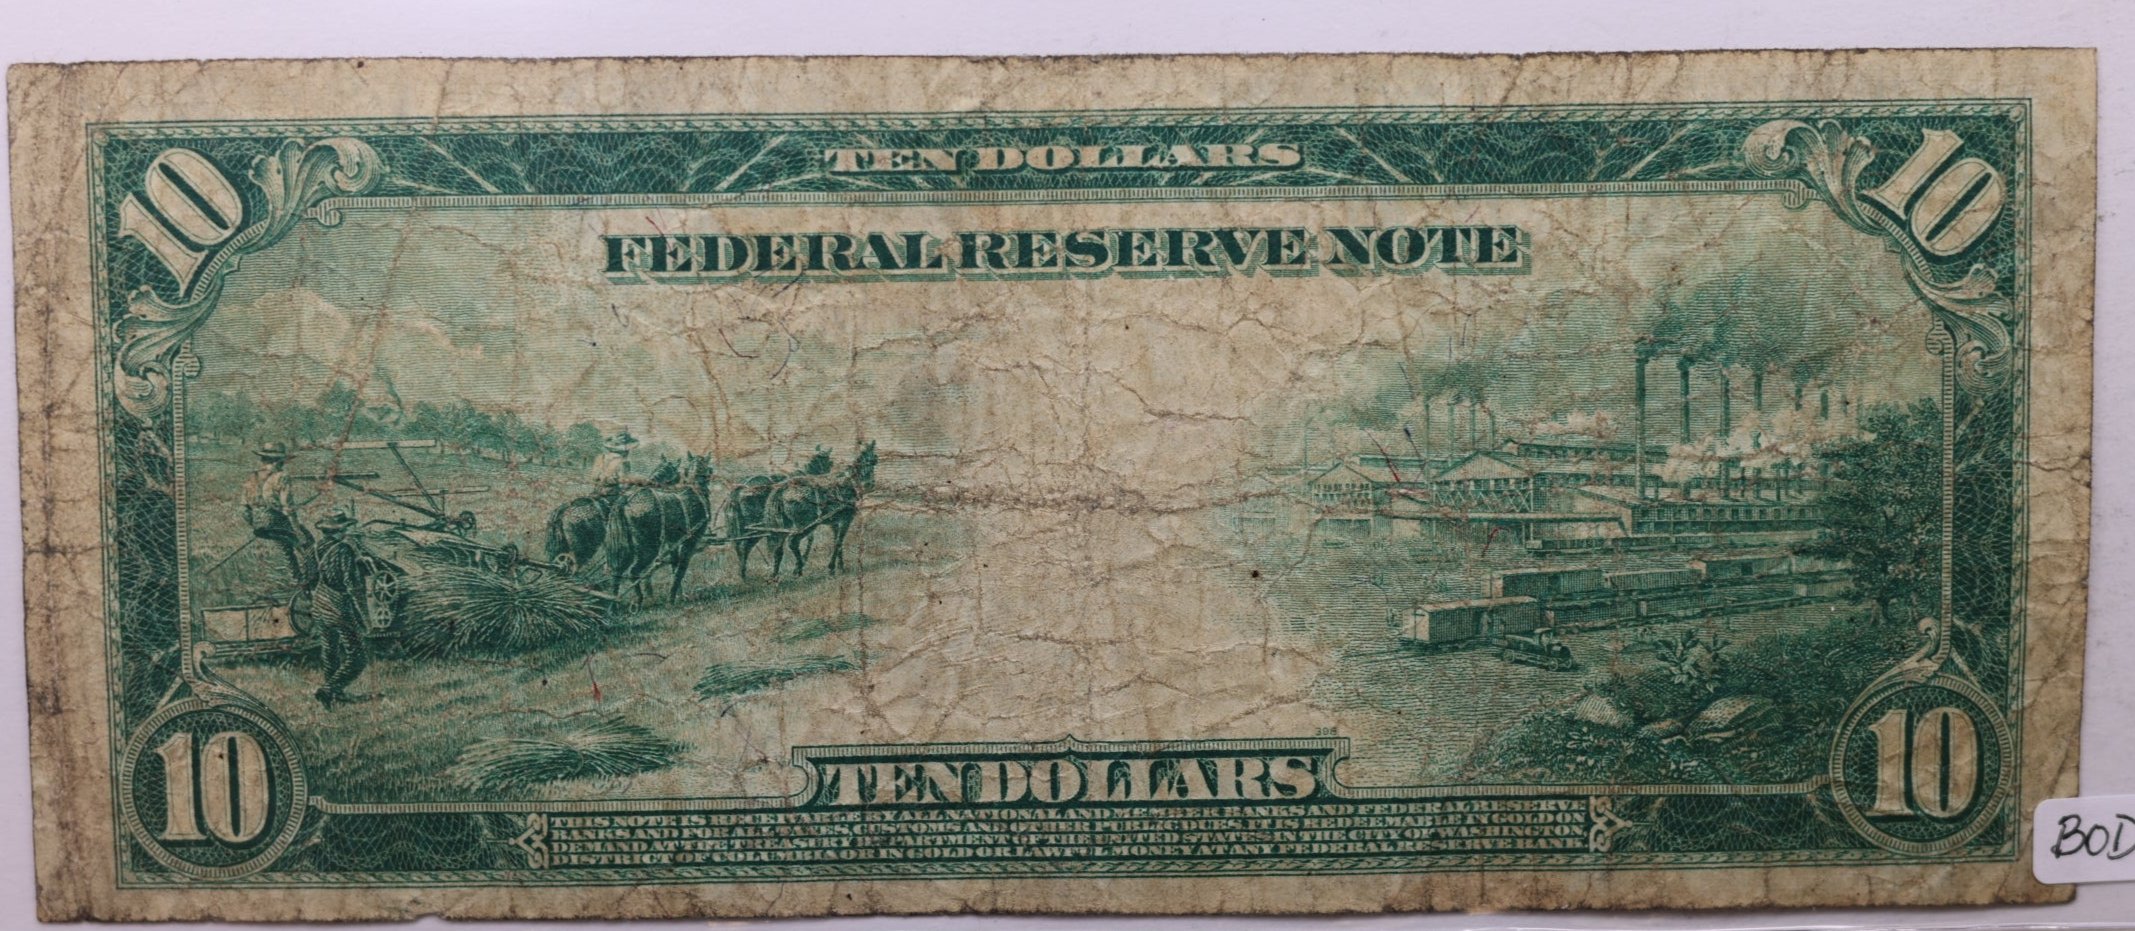 10 TEN DOLLARS 10
FEDERAL RESERVE NOTE
398
10 TEN DOLLARS 10
THIS NOTE IS RECEIVABLE BY ALL NATIONAL AND MEMBER BANKS AND FEDERAL RESERVE
BANKS AND FOR ALL TAXES, CUSTOMS AND OTHER PUBLIC DUES. IT IS REDEEMABLE IN GOLD ON
DEMAND AT THE TREASURY DEPARTMENT OF THE UNITED STATES IN THE CITY OF WASHINGTON,
DISTRICT OF COLUMBIA OR IN GOLD OR LAWFUL MONEY AT ANY FEDERAL RESERVE BANK.
BOD